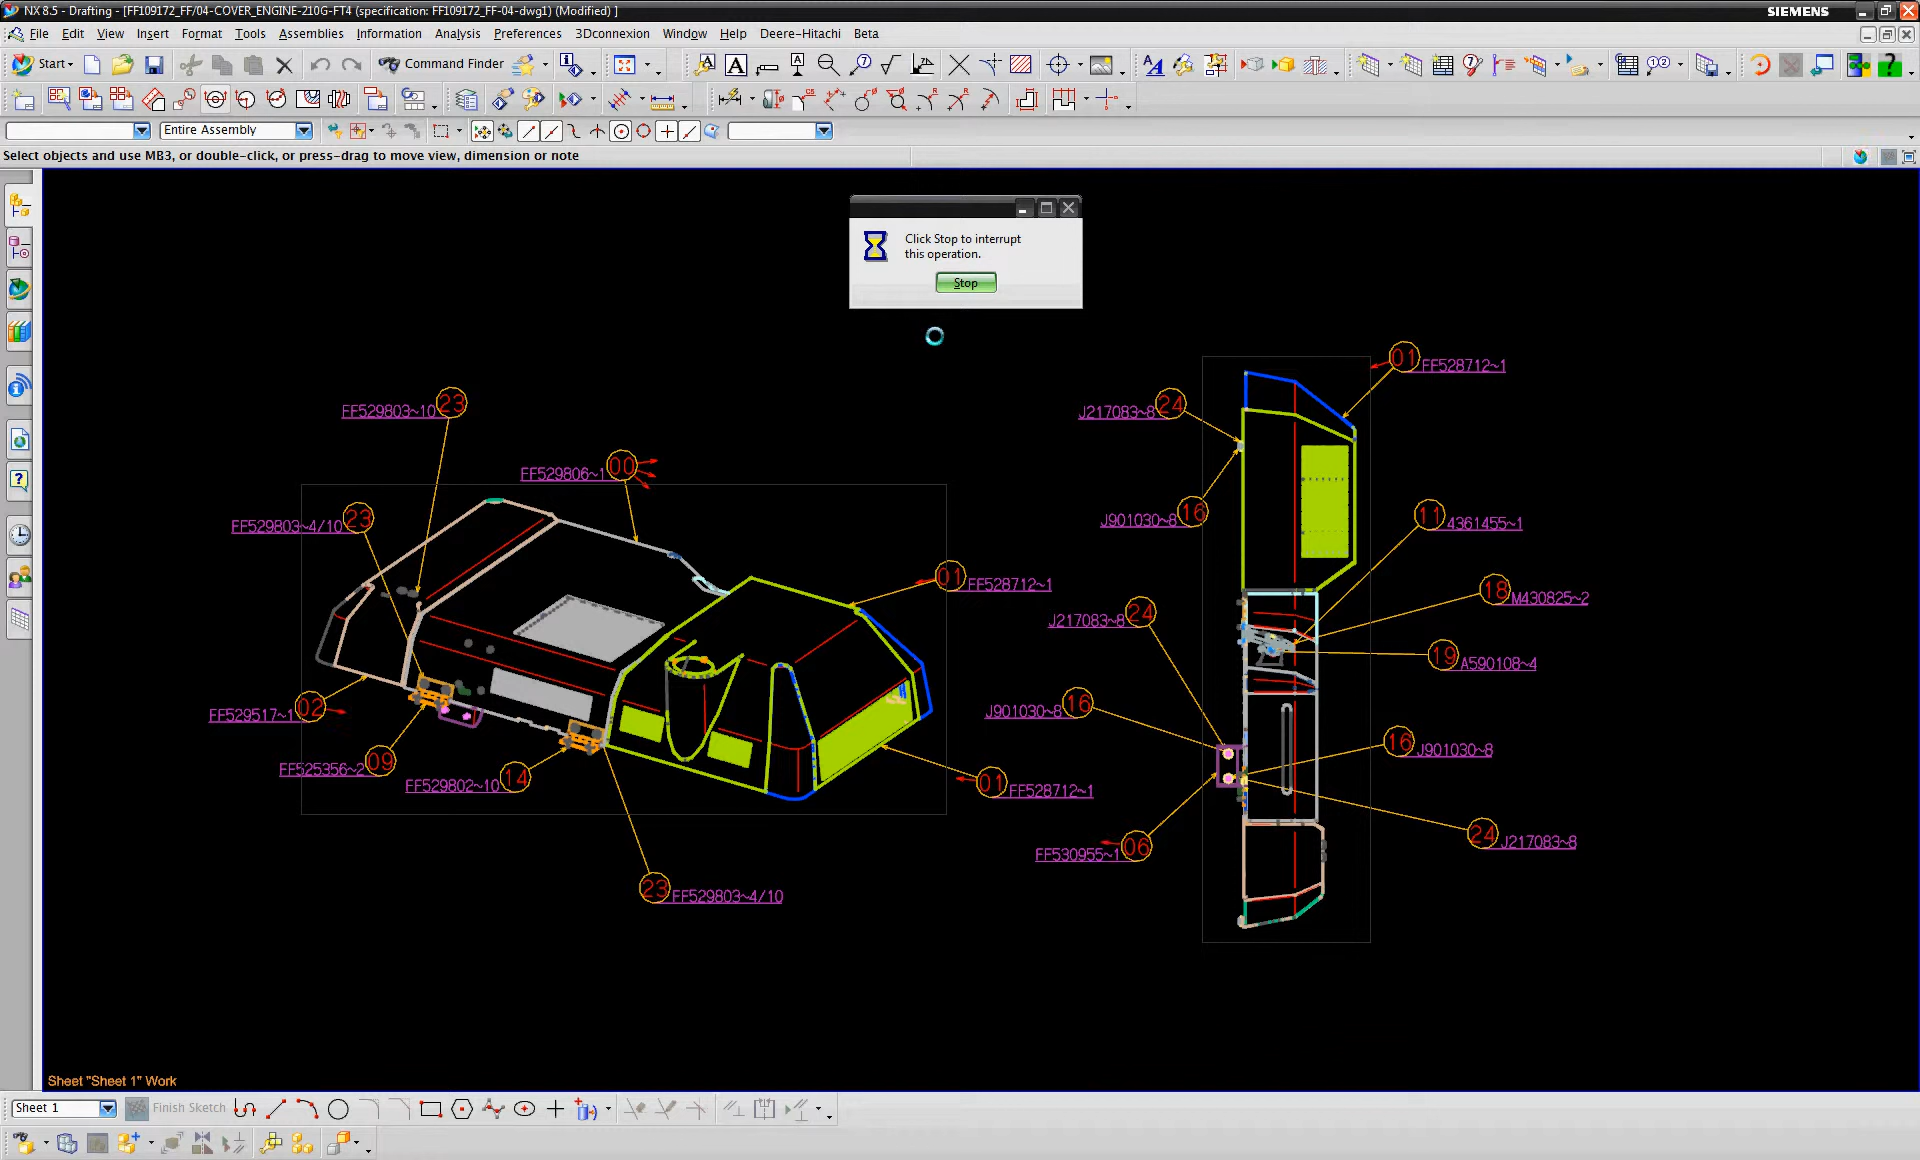 NX 8.5 - Drafting - [FF109172_FF/04-COVER_ENGINE-210G-FT4 (specification: FF109172_FF-04-dwg1) (Modified) ]
SIEMENS
File Edit View Insert Format Tools Assemblies Information Analysis Preferences 3Dconnexion Window Help Deere-Hitachi Beta
Start
Command Finder
Entire Assembly
Select objects and use MB3, or double-click, or press-drag to move view, dimension or note
Click Stop to interrupt
this operation.
Stop
01 FF528712~1
FF529803~10 23
J217083~8 24
FF529806~1 00
J901030~8 16
FF529803~4/10 23
11 4361455~1
01 FF528712~1
18 M430825~2
J217083~8 24
19 A590108~4
FF529517~1 02
J901030~8 16
16 J901030~8
FF525356~2 09
FF529802~10 14
01 FF528712~1
24 J217083~8
FF530955~1 06
23 FF529803~4/10
Sheet "Sheet 1" Work
Sheet 1
Finish Sketch